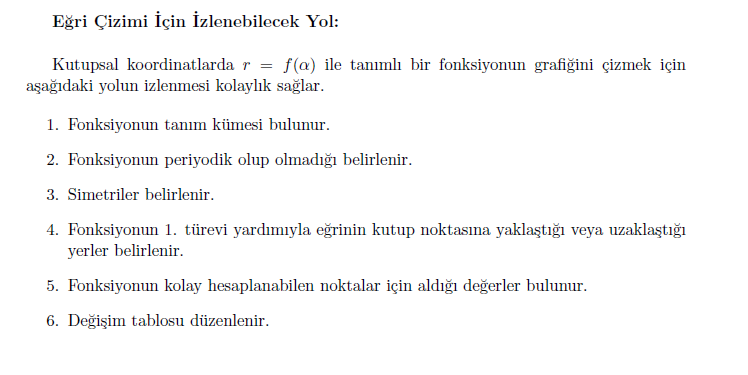 Eğri Çizimi İçin İzlenebilecek Yol:
Kutupsal koordinatlarda r = f(α) ile tanımlı bir fonksiyonun grafiğini çizmek için
aşağıdaki yolun izlenmesi kolaylık sağlar.
1. Fonksiyonun tanım kümesi bulunur.
2. Fonksiyonun periyodik olup olmadığı belirlenir.
3. Simetriler belirlenir.
4. Fonksiyonun 1. türevi yardımıyla eğrinin kutup noktasına yaklaştığı veya uzaklaştığı
yerler belirlenir.
5. Fonksiyonun kolay hesaplanabilen noktalar için aldığı değerler bulunur.
6. Değişim tablosu düzenlenir.